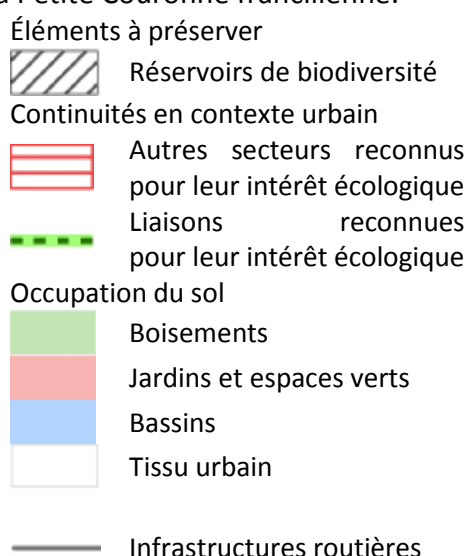 a Petite Couronne francilienne.
Éléments à préserver
Réservoirs de biodiversité
Continuités en contexte urbain
Autres secteurs reconnus
pour leur intérêt écologique
Liaisons reconnues
pour leur intérêt écologique
Occupation du sol
Boisements
Jardins et espaces verts
Bassins
Tissu urbain
Infrastructures routières